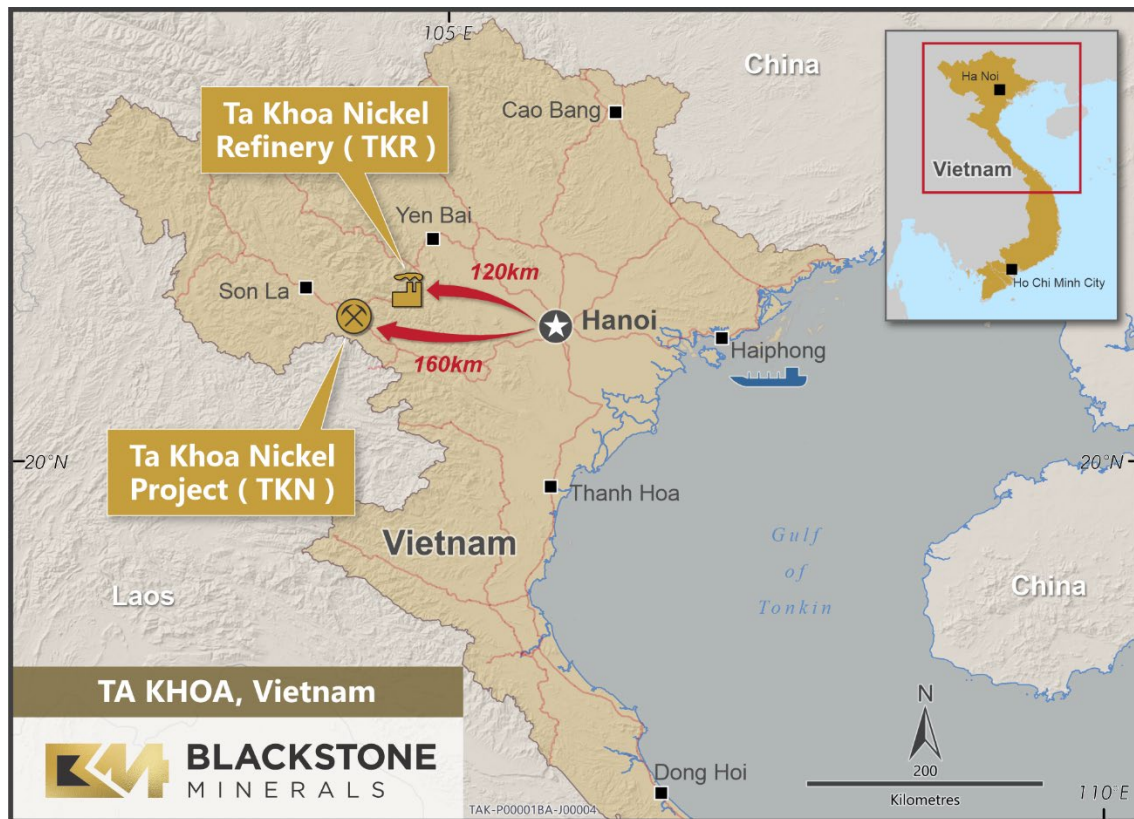 105°E
China
Ta Khoa Nickel
Refinery ( TKR )
Cao Bang
Yen Bai
120km
Son La
Hanoi
160km
Haiphong
Ta Khoa Nickel
Project ( TKN )
20°N
20°N
Thanh Hoa
Vietnam
Gulf
of
Tonkin
China
Laos
Dong Hoi
Ha Noi
Vietnam
Ho Chi Minh City
TA KHOA, Vietnam
BM BLACKSTONE
MINERALS
TAK-P00001BA-J00004
N
200
Kilometres
110°E